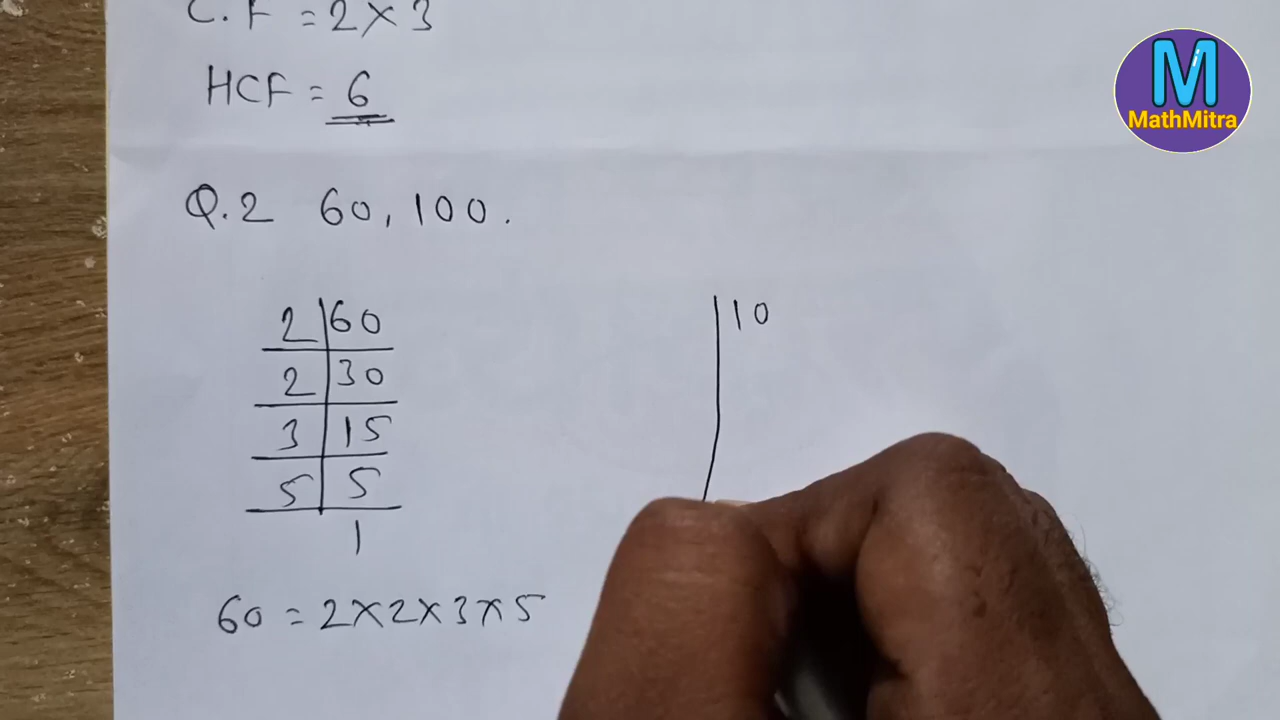 C.F = 2 × 3
HCF = 6
Q.2 60, 100.
2 | 60
2 | 30
3 | 15
5 | 5
1
60 = 2×2×3×5
10
M
MathMitra